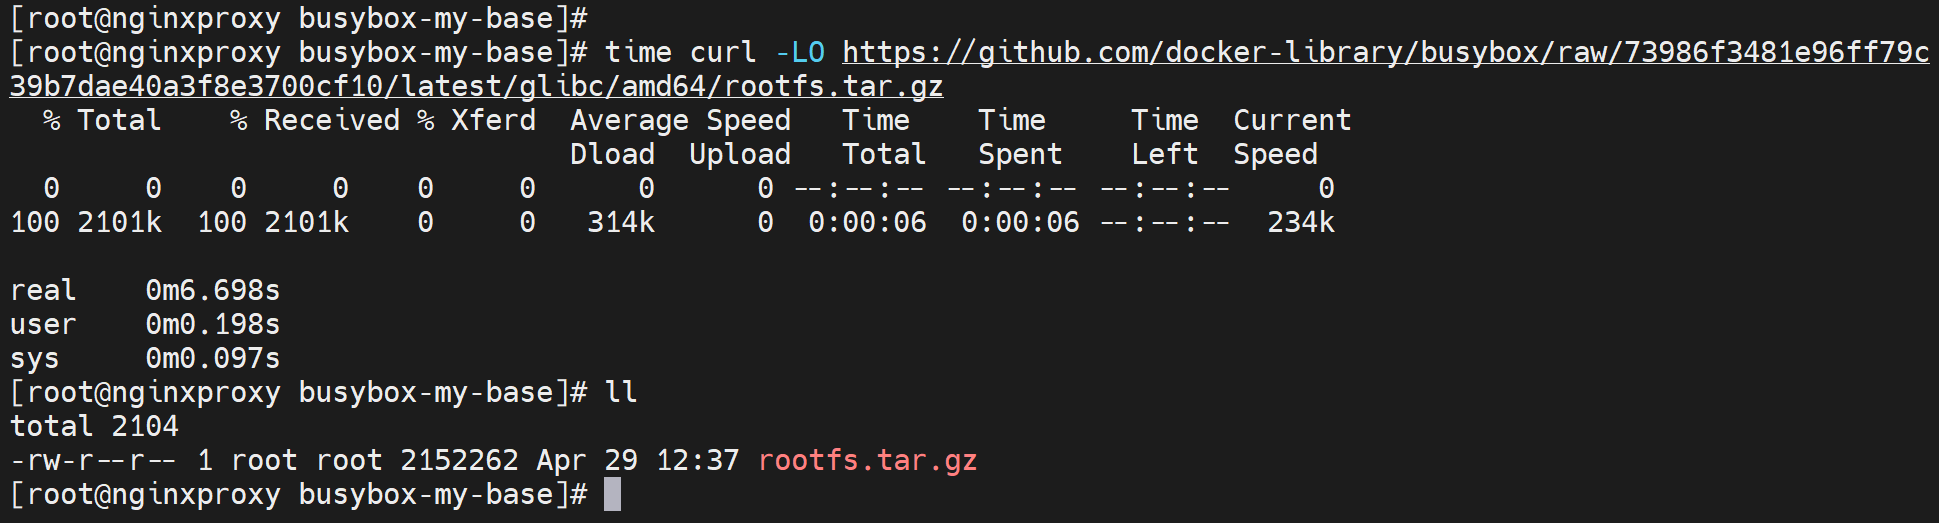 [root@nginxproxy busybox-my-base]#
[root@nginxproxy busybox-my-base]# time curl -LO https://github.com/docker-library/busybox/raw/73986f3481e96ff79c
39b7dae40a3f8e3700cf10/latest/glibc/amd64/rootfs.tar.gz
  % Total    % Received % Xferd  Average Speed   Time    Time     Time  Current
                                 Dload  Upload   Total   Spent    Left  Speed
  0     0    0     0    0     0      0      0 --:--:-- --:--:-- --:--:--     0
100 2101k  100 2101k    0     0   314k      0  0:00:06  0:00:06 --:--:--  234k
real    0m6.698s
user    0m0.198s
sys     0m0.097s
[root@nginxproxy busybox-my-base]# ll
total 2104
-rw-r--r-- 1 root root 2152262 Apr 29 12:37 rootfs.tar.gz
[root@nginxproxy busybox-my-base]#